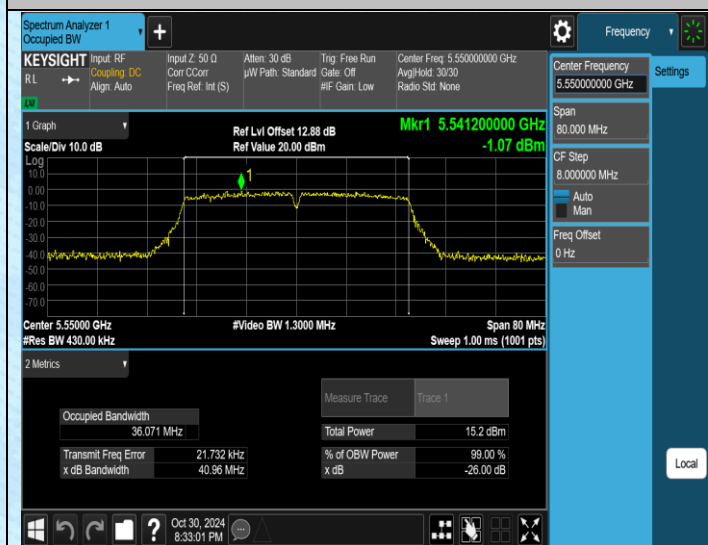 Spectrum Analyzer 1
Occupied BW
+
Frequency
KEYSIGHT
RL
Input: RF
Coupling: DC
Align: Auto
Input Z: 50 Ω
Corr CCorr
Freq Ref: Int (S)
Atten: 30 dB
µW Path: Standard
Trig: Free Run
Gate: Off
#IF Gain: Low
Center Freq: 5.550000000 GHz
Avg|Hold: 30/30
Radio Std: None
LXI
1 Graph
Scale/Div 10.0 dB
Ref Lvl Offset 12.88 dB
Ref Value 20.00 dBm
Mkr1 5.541200000 GHz
-1.07 dBm
Log
10.0
0.00
-10.0
-20.0
-30.0
-40.0
-50.0
-60.0
-70.0
1
Center 5.55000 GHz
#Res BW 430.00 kHz
#Video BW 1.3000 MHz
Span 80 MHz
Sweep 1.00 ms (1001 pts)
2 Metrics
Measure Trace
Trace 1
Occupied Bandwidth
36.071 MHz
Total Power
15.2 dBm
Transmit Freq Error
21.732 kHz
% of OBW Power
99.00 %
x dB Bandwidth
40.96 MHz
x dB
-26.00 dB
Center Frequency
5.550000000 GHz
Settings
Span
80.000 MHz
CF Step
8.000000 MHz
Auto
Man
Freq Offset
0 Hz
Local
?
Oct 30, 2024
8:33:01 PM